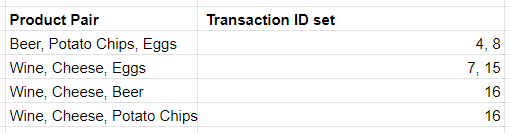 Product Pair Transaction ID set
Beer, Potato Chips, Eggs 4, 8
Wine, Cheese, Eggs 7, 15
Wine, Cheese, Beer 16
Wine, Cheese, Potato Chips 16